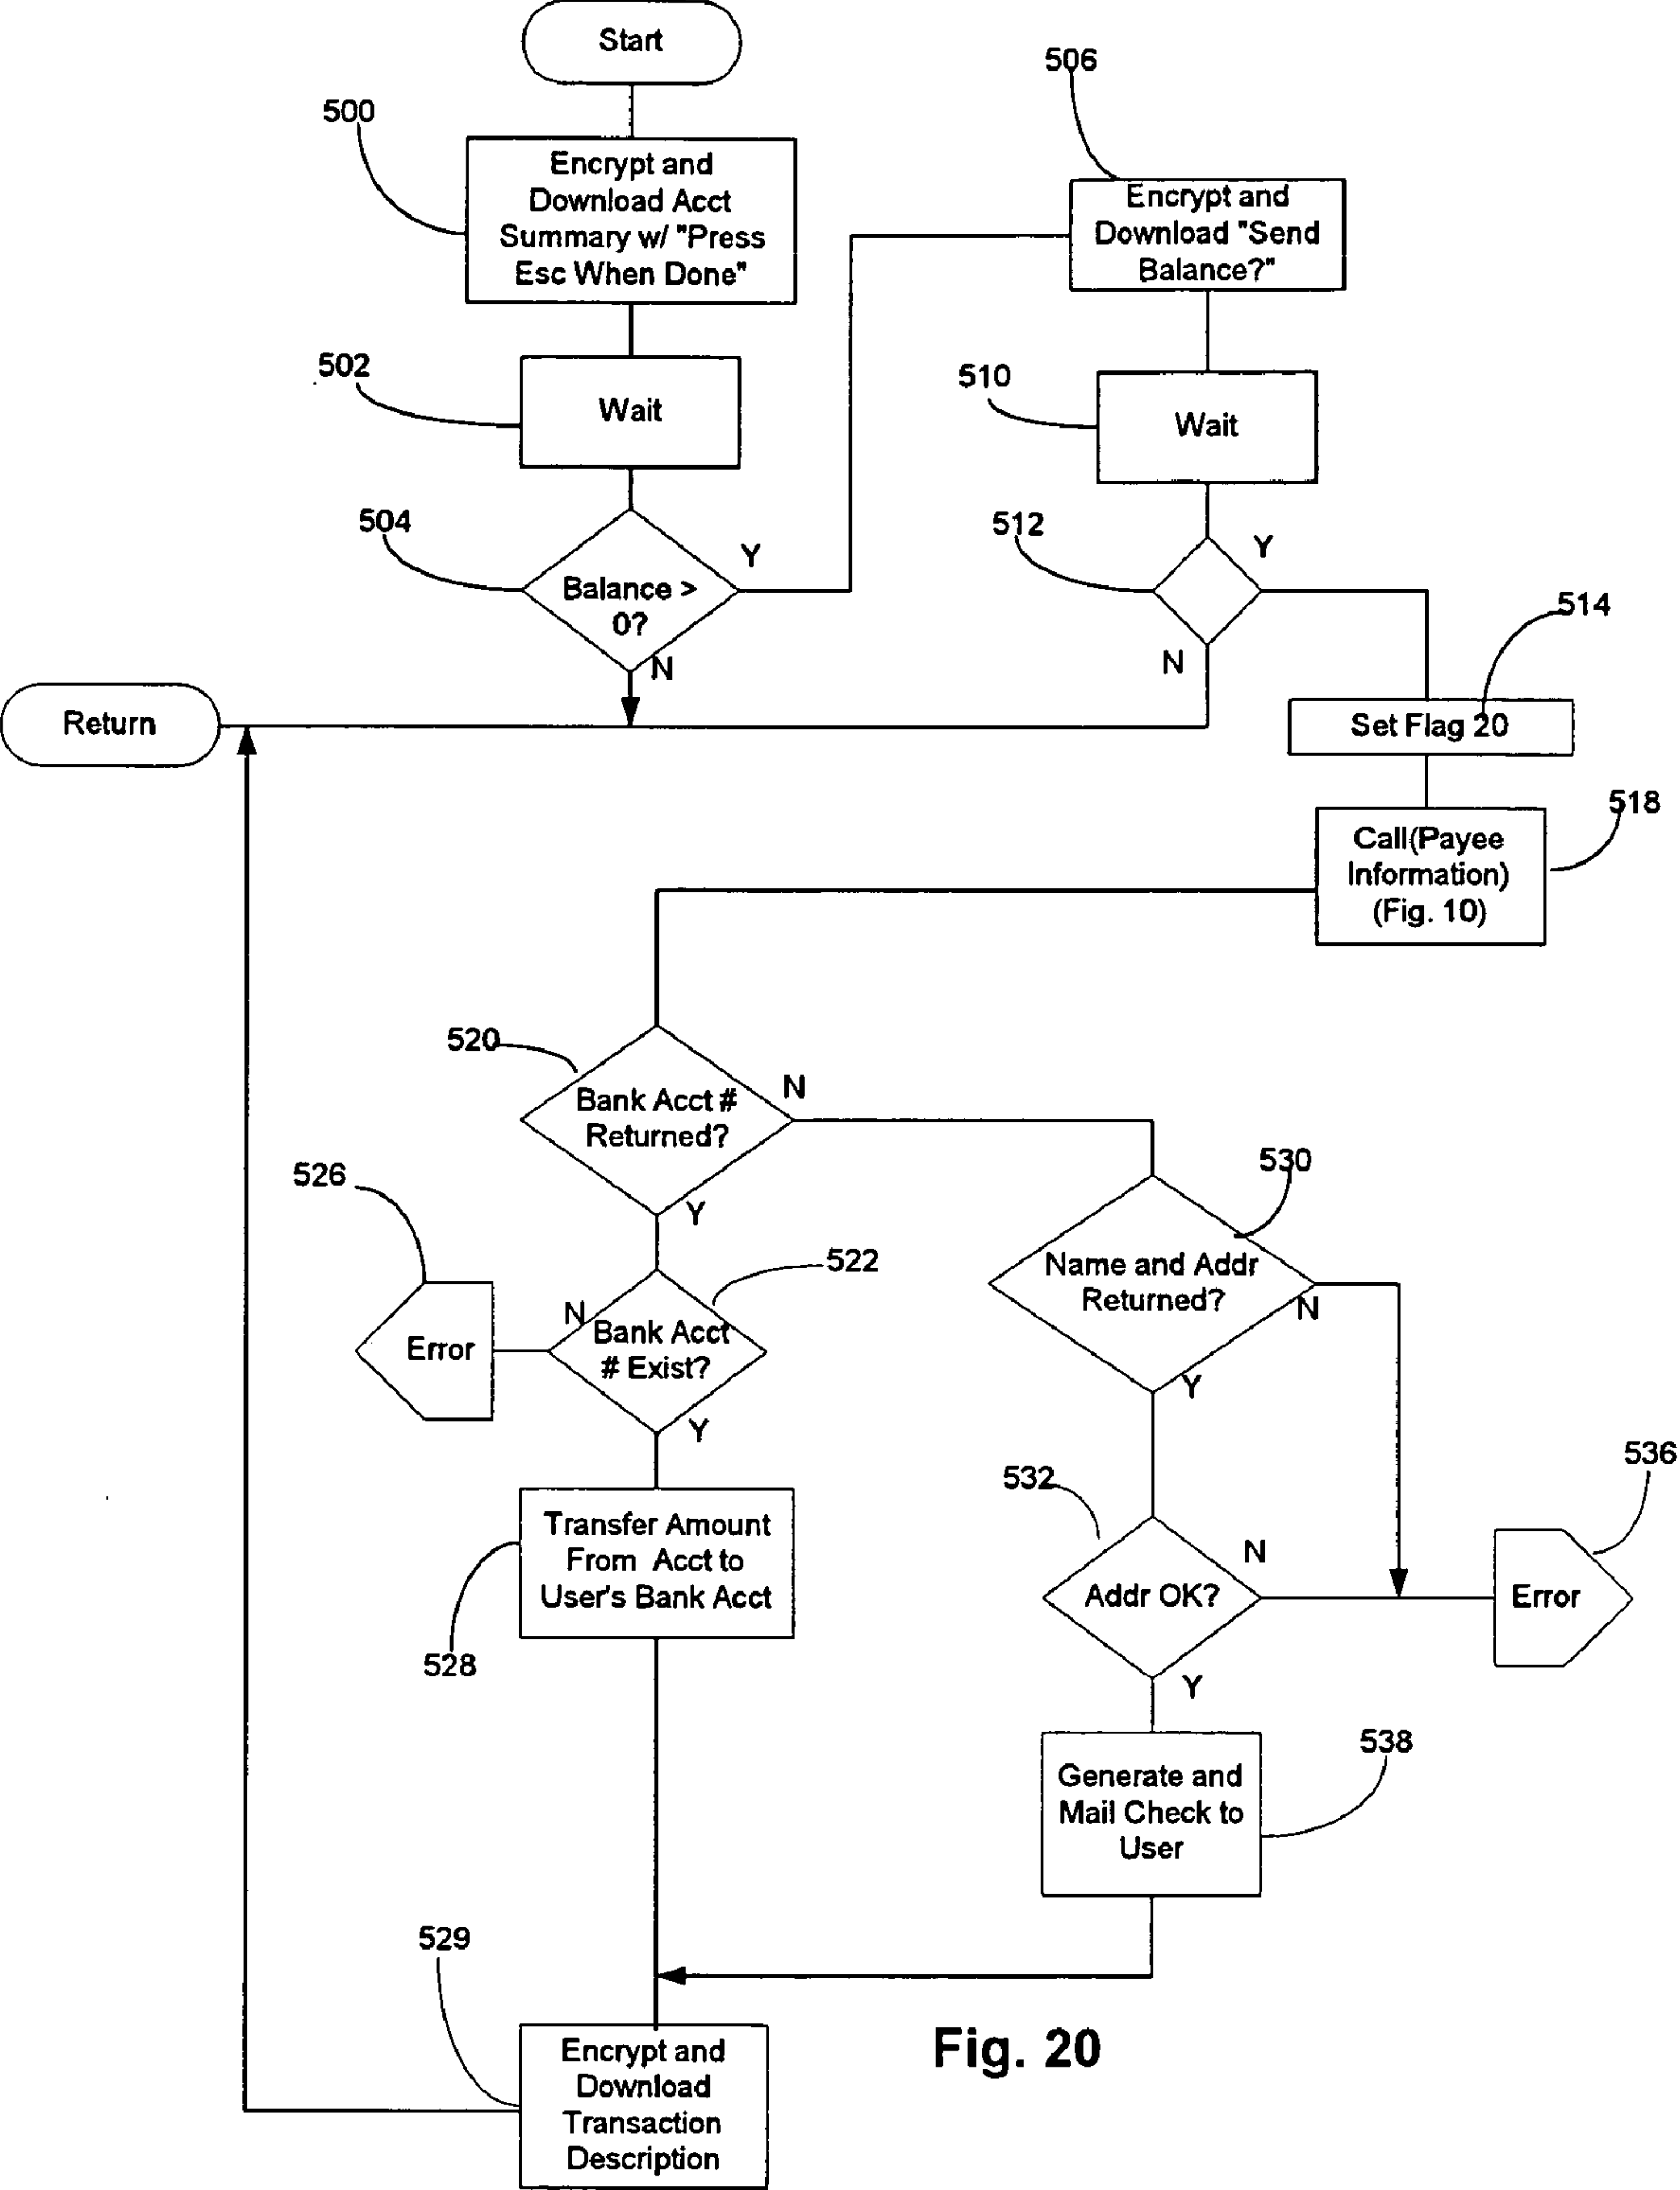 Start
500
Encrypt and
Download Acct
Summary w/ "Press
Esc When Done"
502
Wait
504
Balance >
0?
Y
N
Return
506
Encrypt and
Download "Send
Balance?"
510
Wait
512
Y
N
514
Set Flag 20
518
Call(Payee
Information)
(Fig. 10)
520
Bank Acct #
Returned?
N
Y
522
Bank Acct
# Exist?
N
Y
526
Error
528
Transfer Amount
From Acct to
User's Bank Acct
530
Name and Addr
Returned?
N
Y
532
Addr OK?
N
Y
536
Error
538
Generate and
Mail Check to
User
529
Encrypt and
Download
Transaction
Description
Fig. 20